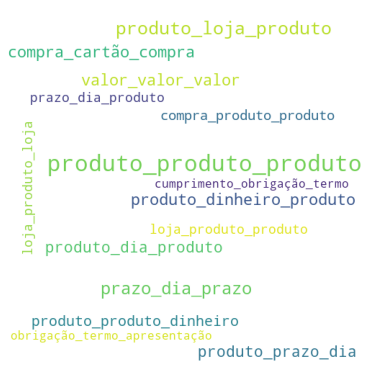 produto_loja_produto
compra_cartão_compra
valor_valor_valor
prazo_dia_produto
compra_produto_produto
loja_produto_loja
produto_produto_produto
cumprimento_obrigação_termo
produto_dinheiro_produto
loja_produto_produto
produto_dia_produto
prazo_dia_prazo
produto_produto_dinheiro
obrigação_termo_apresentação
produto_prazo_dia